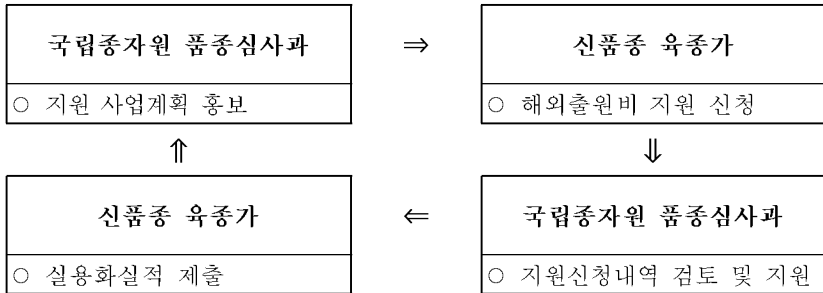 국립종자원 품종심사과 ⇒ 신품종 육종가
○ 지원 사업계획 홍보 ○ 해외출원비 지원 신청
⇑ ⇓
신품종 육종가 ⇐ 국립종자원 품종심사과
○ 실용화실적 제출 ○ 지원신청내역 검토 및 지원